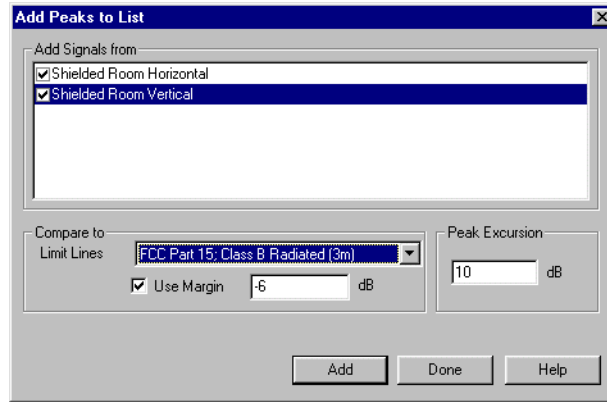 Add Peaks to List
Add Signals from
Shielded Room Horizontal
Shielded Room Vertical
Compare to
Limit Lines
FCC Part 15; Class B Radiated (3m)
Use Margin
-6
dB
Peak Excursion
10
dB
Add
Done
Help